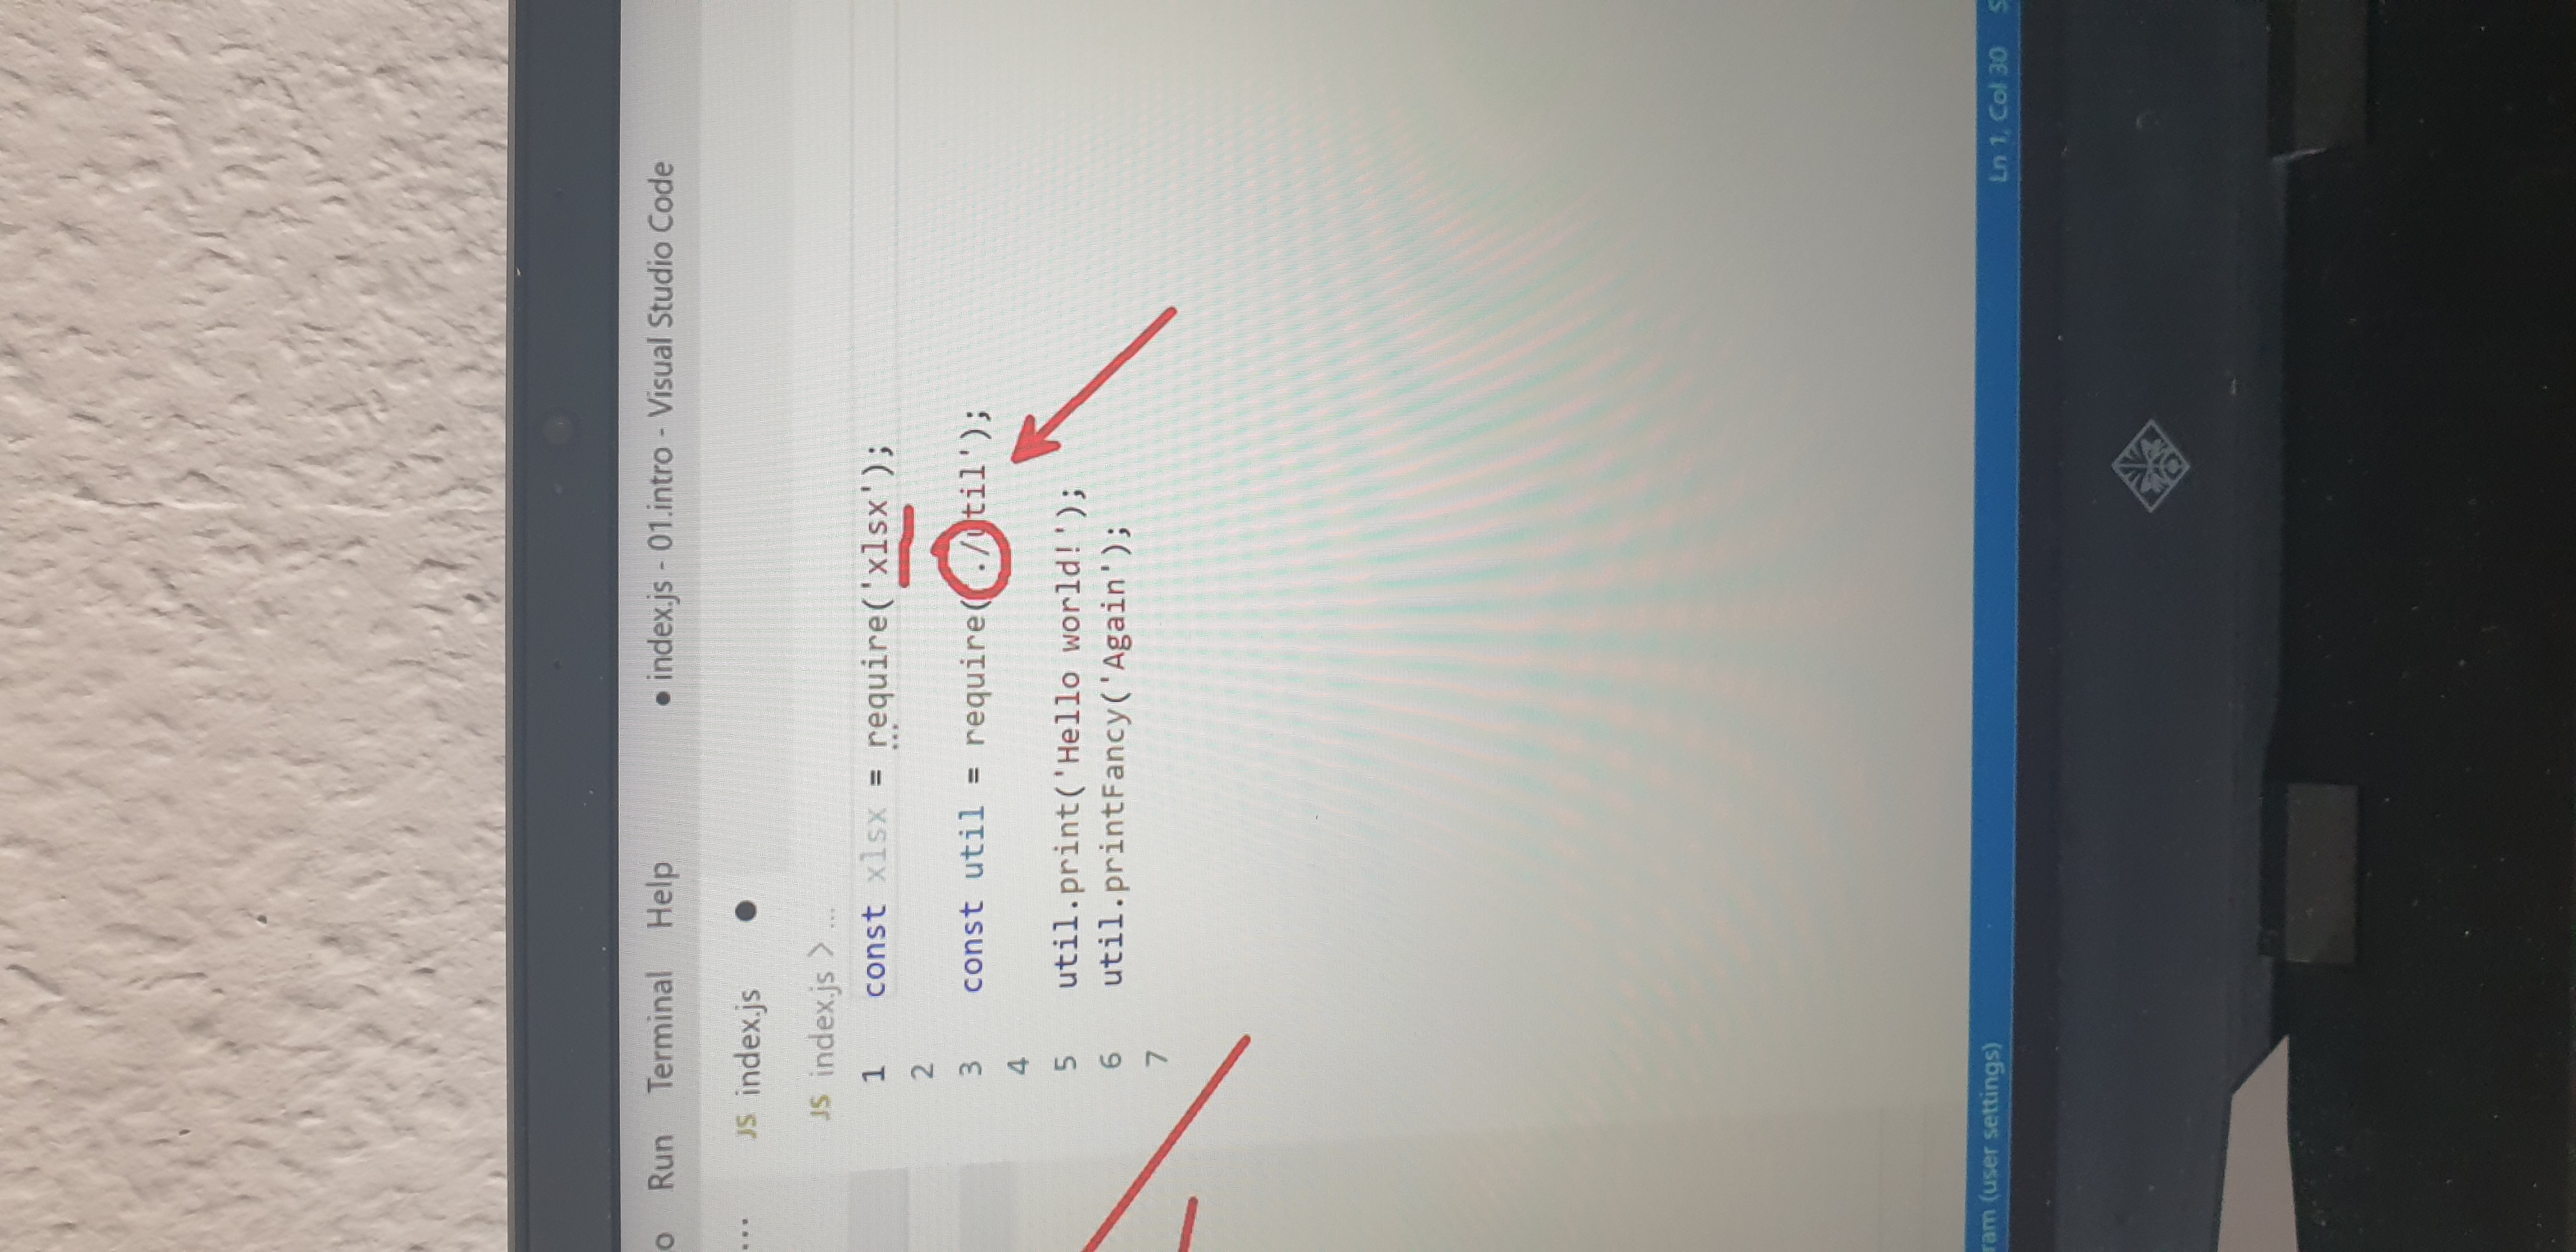 Run Terminal Help ● index.js - 01.intro - Visual Studio Code
... JS index.js ●
JS index.js > ...
1 const xlsx = require('xlsx');
2
3 const util = require('./util');
4
5 util.print('Hello world!');
6 util.printFancy('Again');
7
(user settings) Ln 1, Col 30